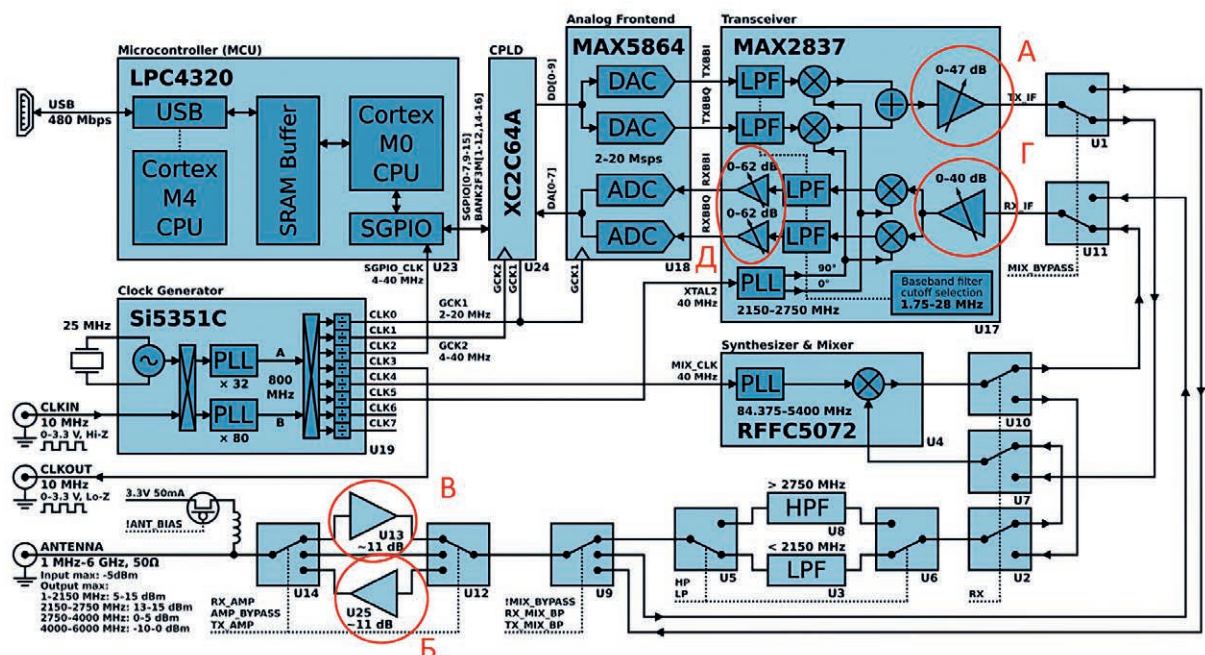 Microcontroller (MCU)
LPC4320
USB
480 Mbps
USB
Cortex
M4
CPU
SRAM Buffer
Cortex
M0
CPU
SGPIO
U23
SGPIO_CLK
4-40 MHz
SGPIO[0-7,9-15]
BANK2F3M[1-12,14-16]
CPLD
XC2C64A
U24
GCK2
GCK1
DD[0-9]
DA[0-7]
Analog Frontend
MAX5864
DAC
DAC
2-20 Msps
ADC
ADC
U18
GCK1
TXBBI
TXBBQ
RXBBI
RXBBQ
Transceiver
MAX2837
LPF
LPF
0-62 dB
LPF
0-62 dB
LPF
Д
0-47 dB
А
TX_IF
0-40 dB
Г
RX_IF
PLL
90°
0°
XTAL2
40 MHz
2150-2750 MHz
Baseband filter
cutoff selection
1.75-28 MHz
U17
U1
U11
MIX_BYPASS
Clock Generator
Si5351C
25 MHz
PLL
× 32
A
800
MHz
PLL
× 80
B
U19
CLK0
CLK1
CLK2
CLK3
CLK4
CLK5
CLK6
CLK7
GCK1
2-20 MHz
GCK2
4-40 MHz
CLKIN
10 MHz
0-3.3 V, Hi-Z
CLKOUT
10 MHz
0-3.3 V, Lo-Z
Synthesizer & Mixer
MIX_CLK
40 MHz
PLL
84.375-5400 MHz
RFFC5072
U4
U10
U7
3.3V 50mA
!ANT_BIAS
ANTENNA
1 MHz-6 GHz, 50Ω
Input max: -5dBm
Output max:
1-2150 MHz: 5-15 dBm
2150-2750 MHz: 13-15 dBm
2750-4000 MHz: 0-5 dBm
4000-6000 MHz: -10-0 dBm
В
U13
~11 dB
U25
~11 dB
Б
U14
U12
RX_AMP
AMP_BYPASS
TX_AMP
U9
!MIX_BYPASS
RX_MIX_BP
TX_MIX_BP
> 2750 MHz
HPF
U8
< 2150 MHz
LPF
U3
U5
U6
HP
LP
U2
RX